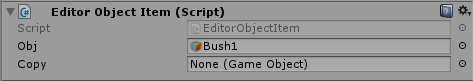 Editor Object Item (Script)
Script EditorObjectItem
Obj Bush1
Copy None (Game Object)